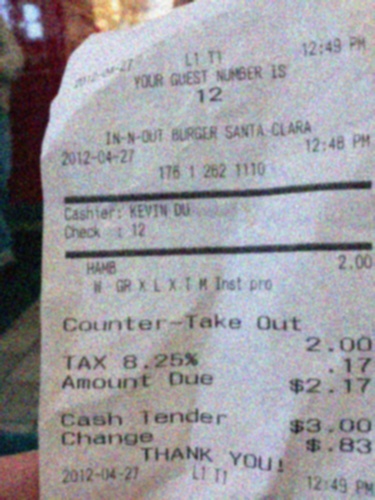 2012-04-27 L1 T1 12:49 PM
YOUR GUEST NUMBER IS
12
IN-N-OUT BURGER SANTA CLARA
2012-04-27 12:48 PM
176 1 262 1110
Cashier: KEVIN DU
Check : 12
HAMB 2.00
W GR X L X T M Inst pro
Counter-Take Out
2.00
TAX 8.25% .17
Amount Due $2.17
Cash Tender $3.00
Change $.83
THANK YOU!
2012-04-27 L1 T1 12:49 PM